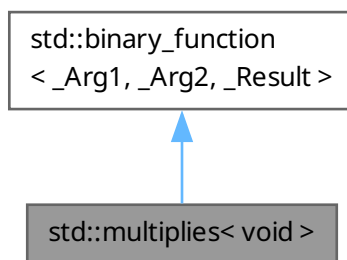 std::binary_function
< _Arg1, _Arg2, _Result >
std::multiplies< void >